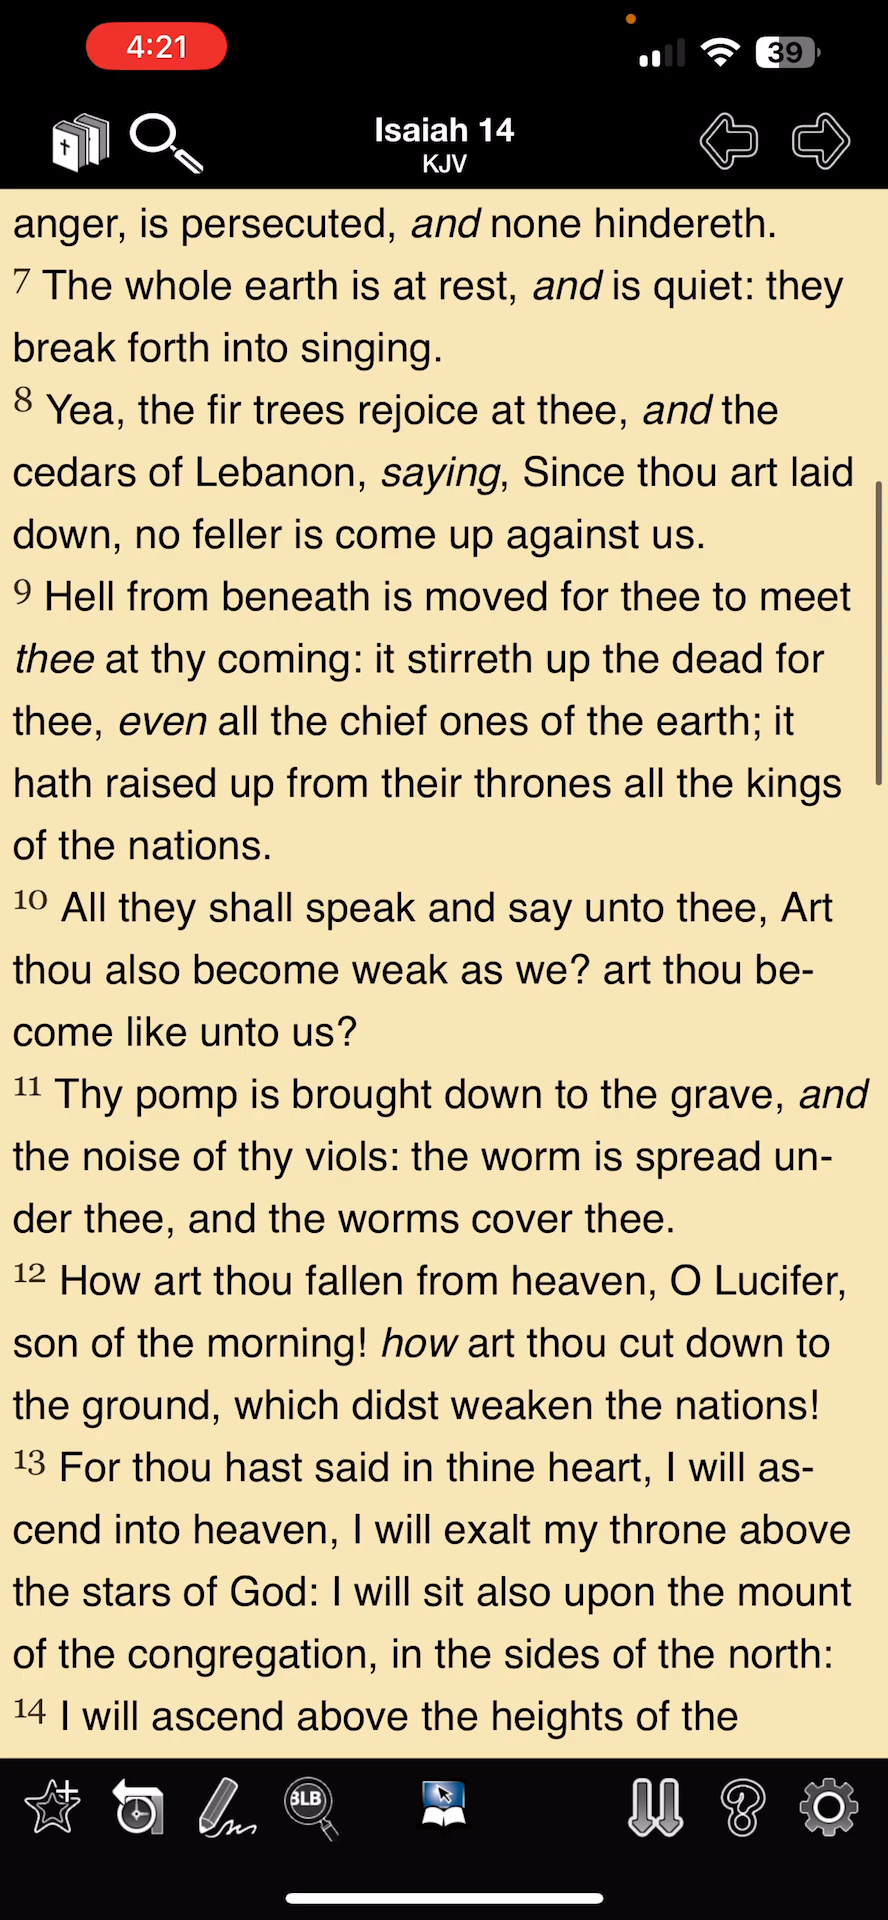 4:21
39
Isaiah 14
KJV
anger, is persecuted, and none hindereth.
7 The whole earth is at rest, and is quiet: they
break forth into singing.
8 Yea, the fir trees rejoice at thee, and the
cedars of Lebanon, saying, Since thou art laid
down, no feller is come up against us.
9 Hell from beneath is moved for thee to meet
thee at thy coming: it stirreth up the dead for
thee, even all the chief ones of the earth; it
hath raised up from their thrones all the kings
of the nations.
10 All they shall speak and say unto thee, Art
thou also become weak as we? art thou be-
come like unto us?
11 Thy pomp is brought down to the grave, and
the noise of thy viols: the worm is spread un-
der thee, and the worms cover thee.
12 How art thou fallen from heaven, O Lucifer,
son of the morning! how art thou cut down to
the ground, which didst weaken the nations!
13 For thou hast said in thine heart, I will as-
cend into heaven, I will exalt my throne above
the stars of God: I will sit also upon the mount
of the congregation, in the sides of the north:
14 I will ascend above the heights of the
BLB